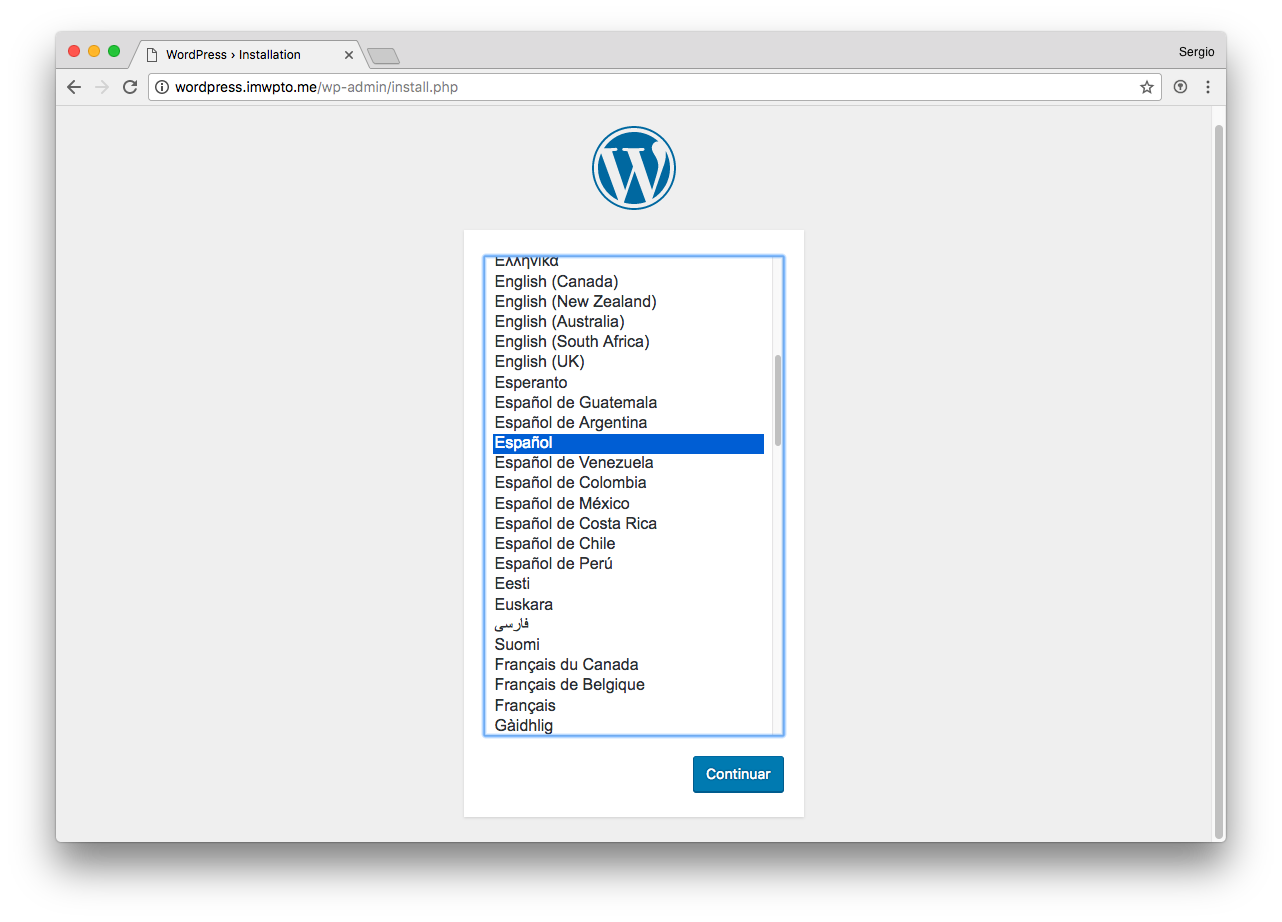 WordPress › Installation
Sergio
wordpress.imwpto.me/wp-admin/install.php
Ελληνικά
English (Canada)
English (New Zealand)
English (Australia)
English (South Africa)
English (UK)
Esperanto
Español de Guatemala
Español de Argentina
Español
Español de Venezuela
Español de Colombia
Español de México
Español de Costa Rica
Español de Chile
Español de Perú
Eesti
Euskara
فارسی
Suomi
Français du Canada
Français de Belgique
Français
Gàidhlig
Continuar